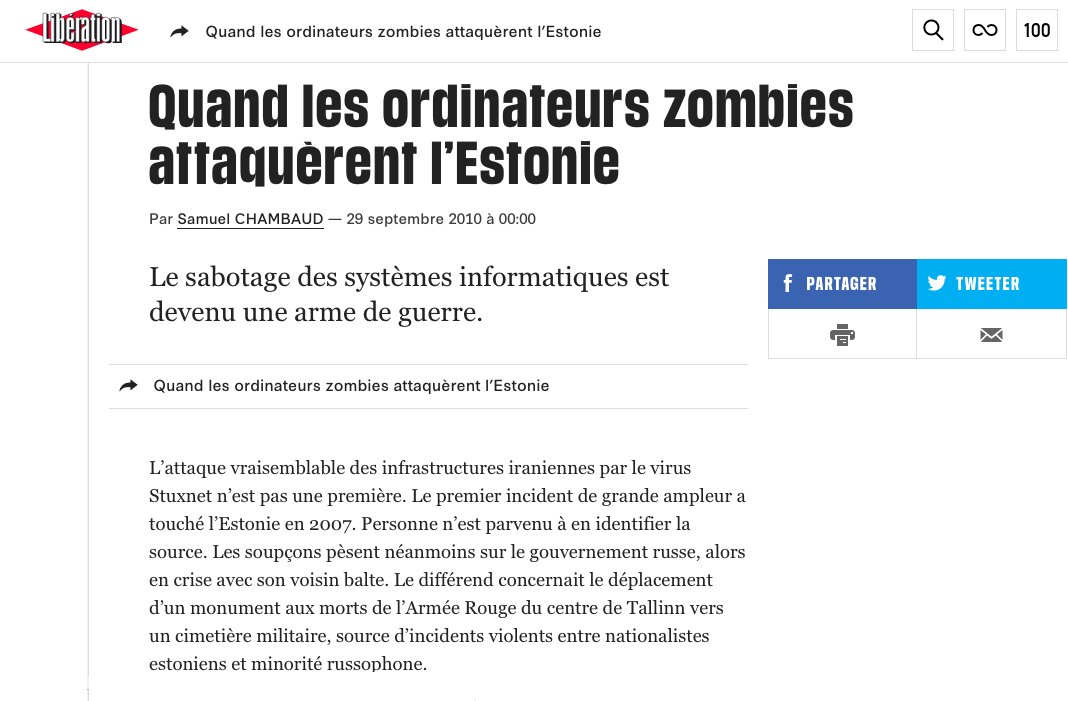 Libération
Quand les ordinateurs zombies attaquèrent l’Estonie
100
Quand les ordinateurs zombies
attaquèrent l’Estonie
Par Samuel CHAMBAUD — 29 septembre 2010 à 00:00
Le sabotage des systèmes informatiques est
devenu une arme de guerre.
PARTAGER
TWEETER
Quand les ordinateurs zombies attaquèrent l’Estonie
L’attaque vraisemblable des infrastructures iraniennes par le virus
Stuxnet n’est pas une première. Le premier incident de grande ampleur a
touché l’Estonie en 2007. Personne n’est parvenu à en identifier la
source. Les soupçons pèsent néanmoins sur le gouvernement russe, alors
en crise avec son voisin balte. Le différend concernait le déplacement
d’un monument aux morts de l’Armée Rouge du centre de Tallinn vers
un cimetière militaire, source d’incidents violents entre nationalistes
estoniens et minorité russophone.